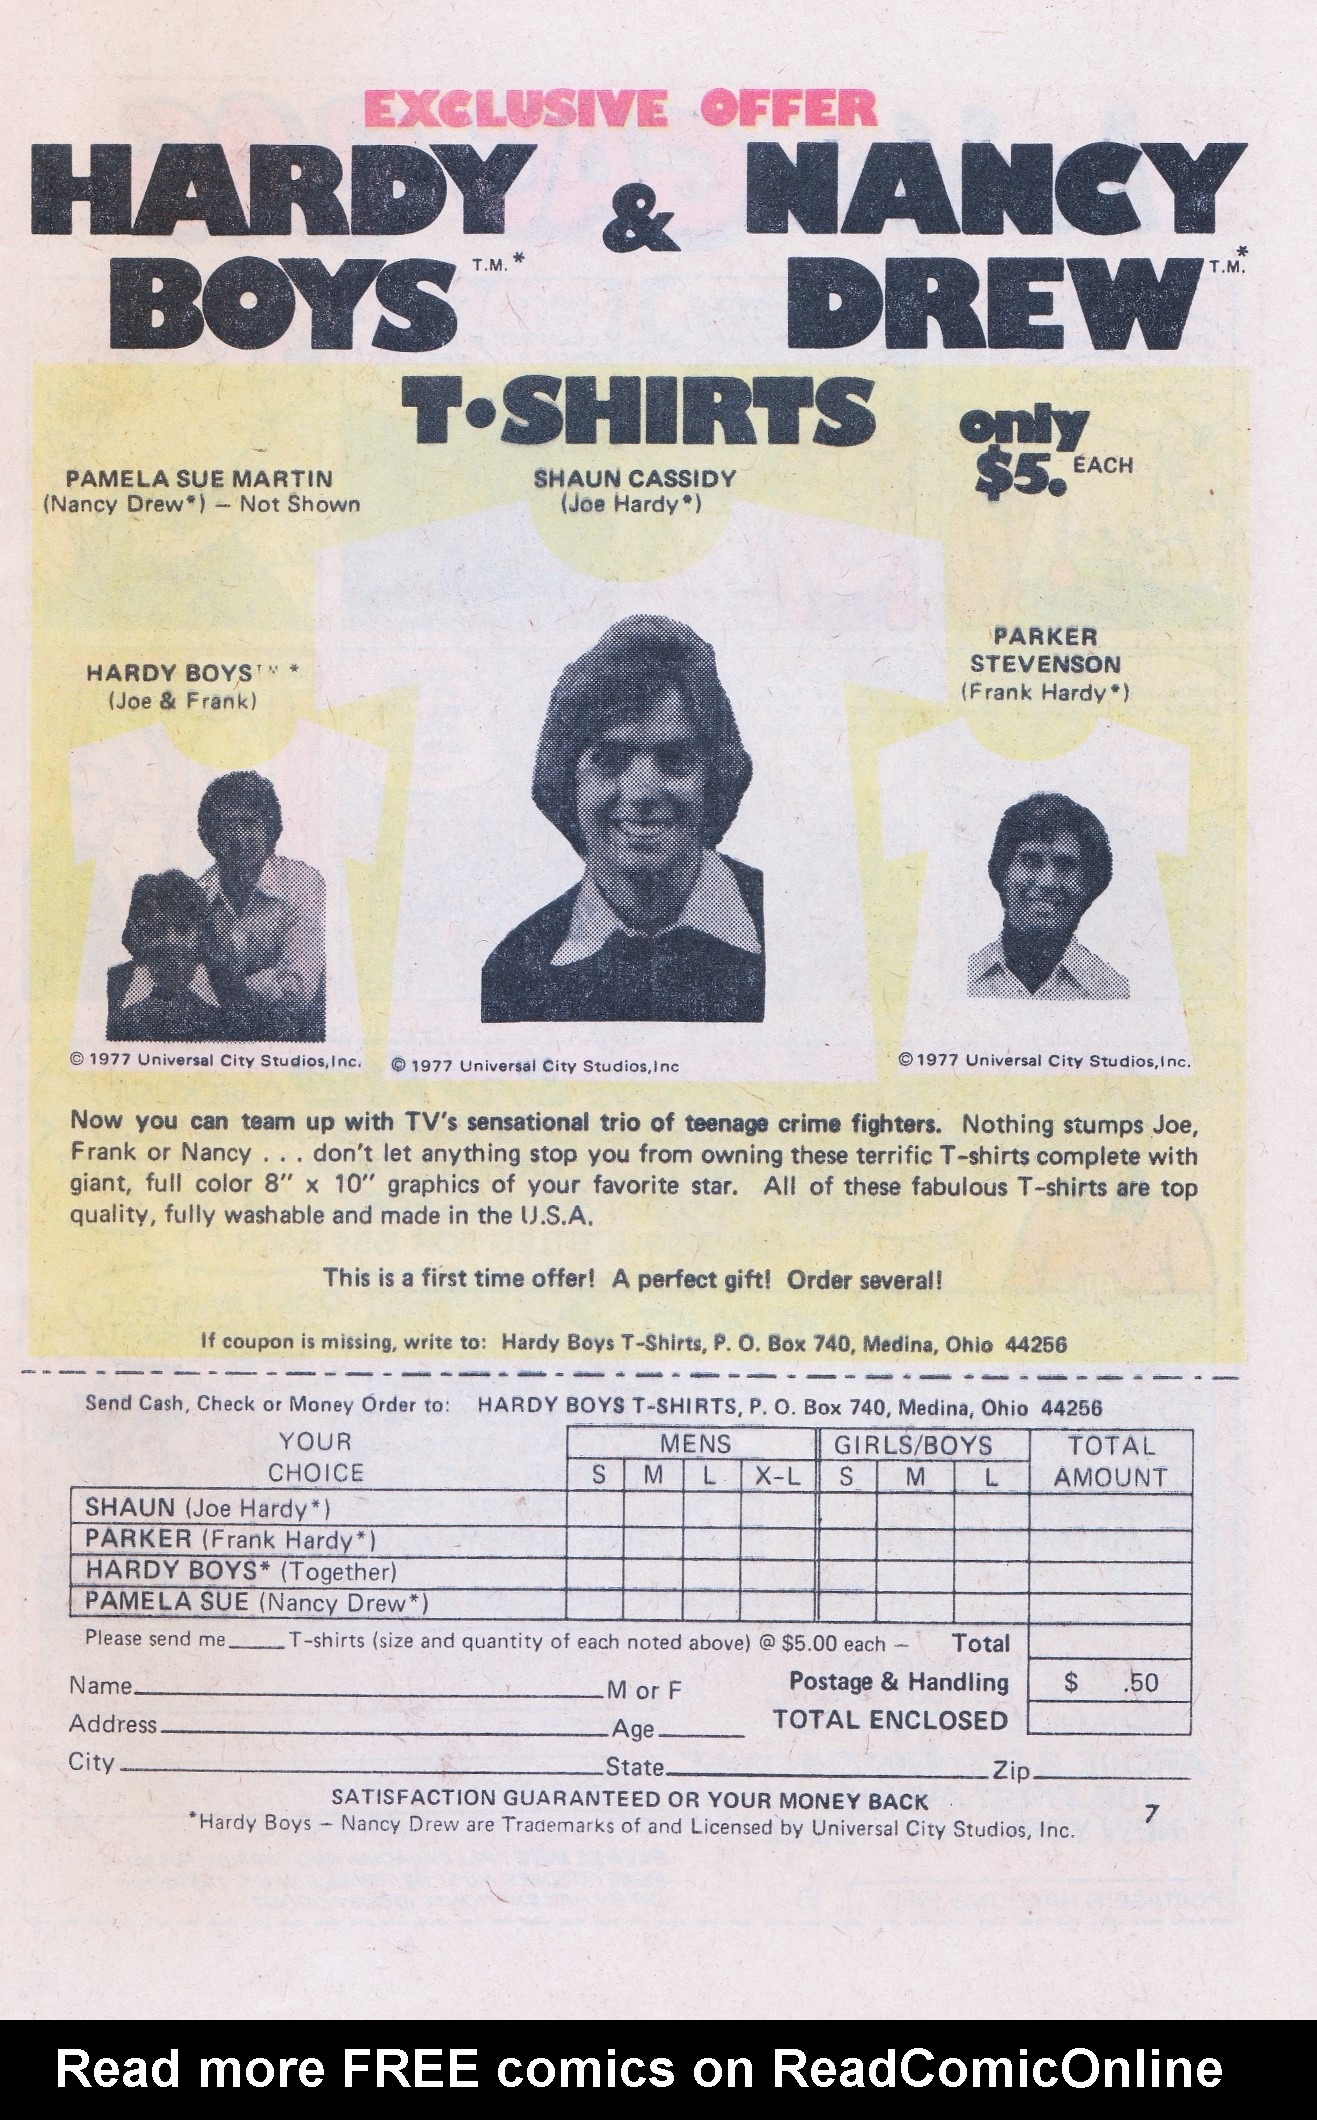 EXCLUSIVE OFFER
HARDY & NANCY
BOYS T.M.* DREW T.M.*
T•SHIRTS
only
$5. EACH
PAMELA SUE MARTIN
(Nancy Drew*) – Not Shown
SHAUN CASSIDY
(Joe Hardy*)
PARKER
STEVENSON
(Frank Hardy*)
HARDY BOYS™ *
(Joe & Frank)
© 1977 Universal City Studios,Inc.
© 1977 Universal City Studios,Inc
© 1977 Universal City Studios,Inc.
Now you can team up with TV's sensational trio of teenage crime fighters. Nothing stumps Joe,
Frank or Nancy . . . don't let anything stop you from owning these terrific T-shirts complete with
giant, full color 8″ x 10″ graphics of your favorite star. All of these fabulous T-shirts are top
quality, fully washable and made in the U.S.A.
This is a first time offer! A perfect gift! Order several!
If coupon is missing, write to: Hardy Boys T-Shirts, P. O. Box 740, Medina, Ohio 44256
Send Cash, Check or Money Order to: HARDY BOYS T-SHIRTS, P. O. Box 740, Medina, Ohio 44256
YOUR MENS GIRLS/BOYS TOTAL
CHOICE S M L X-L S M L AMOUNT
SHAUN (Joe Hardy*)
PARKER (Frank Hardy*)
HARDY BOYS* (Together)
PAMELA SUE (Nancy Drew*)
Please send me_____T-shirts (size and quantity of each noted above) @ $5.00 each – Total
Name_____M or F Postage & Handling $ .50
Address_____Age_____ TOTAL ENCLOSED
City_____State_____Zip_____
SATISFACTION GUARANTEED OR YOUR MONEY BACK
*Hardy Boys – Nancy Drew are Trademarks of and Licensed by Universal City Studios, Inc. 7
Read more FREE comics on ReadComicOnline